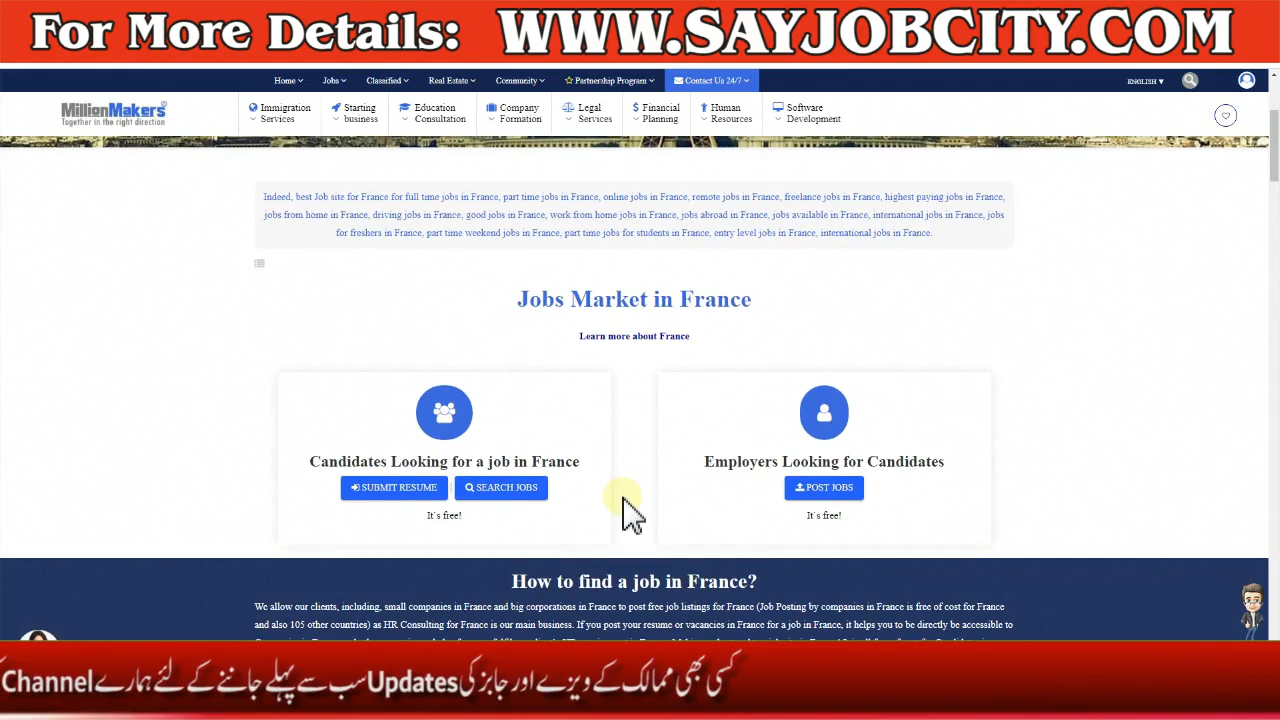 For More Details: WWW.SAYJOBCITY.COM
Home Jobs Classified Real Estate Community Partnership Program Contact Us 24/7 ENGLISH
MillionMakers
Together in the right direction
Immigration Services
Starting business
Education Consultation
Company Formation
Legal Services
Financial Planning
Human Resources
Software Development
Indeed, best Job site for France for full time jobs in France, part time jobs in France, online jobs in France, remote jobs in France, freelance jobs in France, highest paying jobs in France,
jobs from home in France, driving jobs in France, good jobs in France, work from home jobs in France, jobs abroad in France, jobs available in France, international jobs in France, jobs
for freshers in France, part time weekend jobs in France, part time jobs for students in France, entry level jobs in France, international jobs in France.
Jobs Market in France
Learn more about France
Candidates Looking for a job in France
SUBMIT RESUME | SEARCH JOBS
It`s free!
Employers Looking for Candidates
POST JOBS
It`s free!
How to find a job in France?
We allow our clients, including, small companies in France and big corporations in France to post free job listings for France (Job Posting by companies in France is free of cost for France
and also 105 other countries) as HR Consulting for France is our main business. If you post your resume or vacancies in France for a job in France, it helps you to be directly be accessible to
کسی بھی ممالک کے ویزے اور جابز کی Updates سب سے پہلے جاننے کے لئے ہمارے Channel